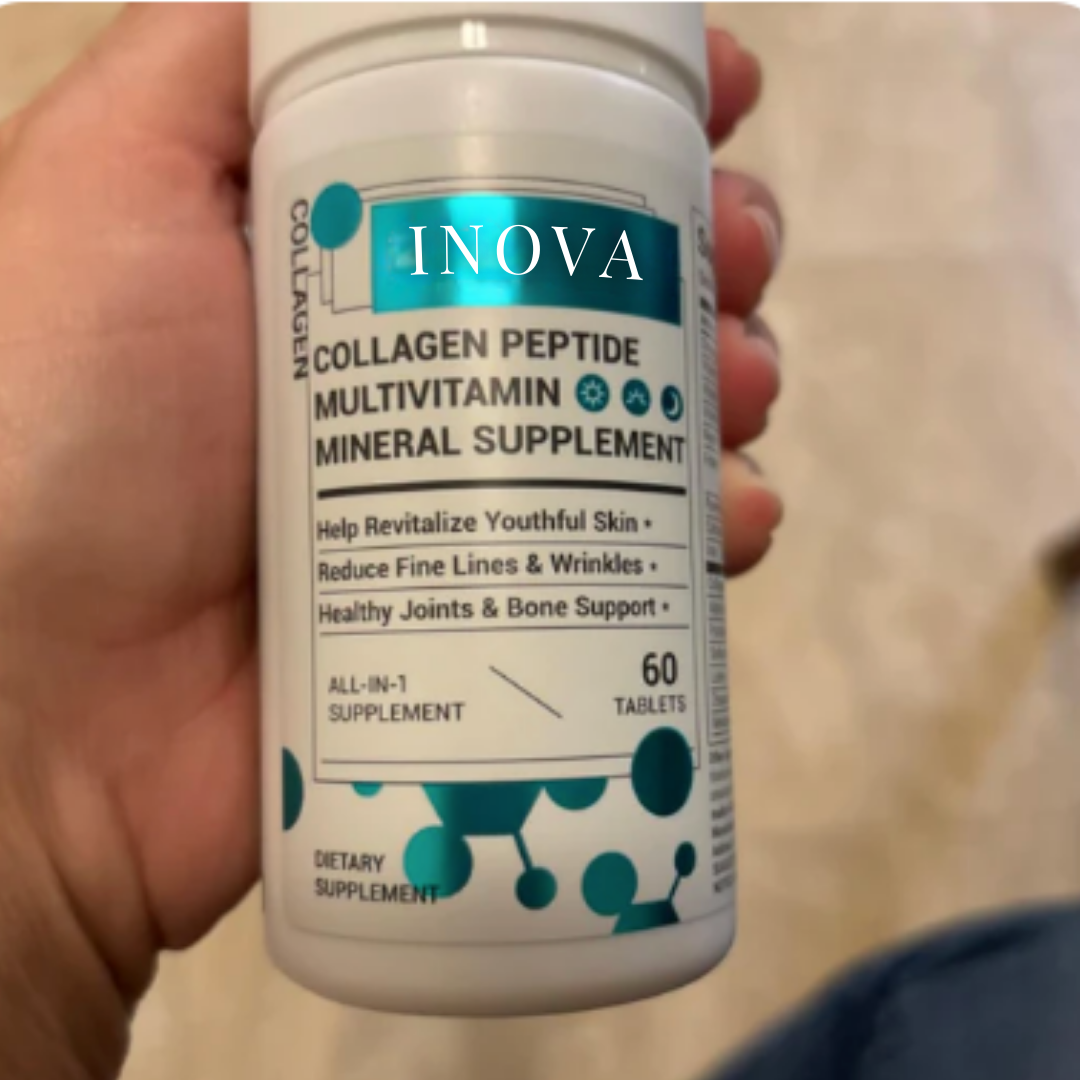 COLLAGEN
INOVA
COLLAGEN PEPTIDE
MULTIVITAMIN
MINERAL SUPPLEMENT
Help Revitalize Youthful Skin •
Reduce Fine Lines & Wrinkles •
Healthy Joints & Bone Support •
ALL-IN-1
SUPPLEMENT
60
TABLETS
DIETARY
SUPPLEMENT